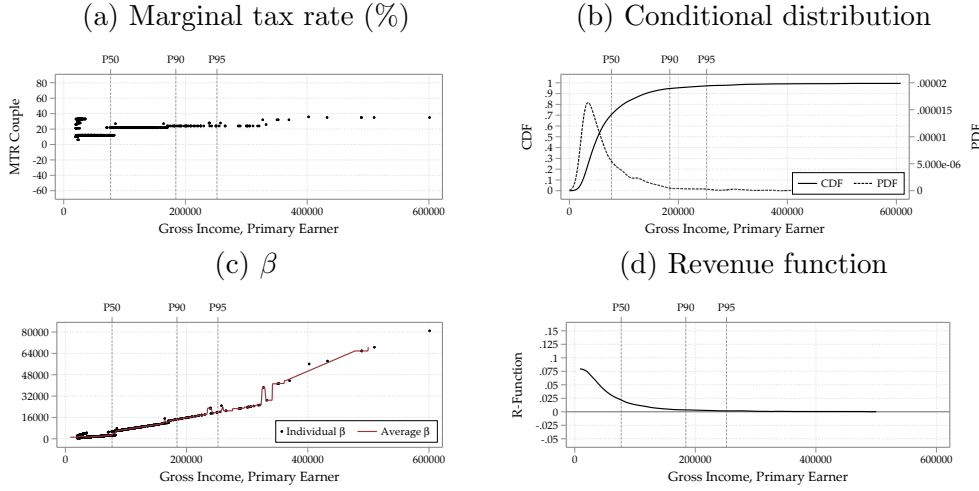 (a) Marginal tax rate (%)
P50 P90 P95
80
60
40
20
0
-20
-40
-60
MTR Couple
0 200000 400000 600000
Gross Income, Primary Earner
(b) Conditional distribution
P50 P90 P95
1
.9
.8
.7
.6
.5
.4
.3
.2
.1
0
CDF
.00002
.000015
.00001
5.000e-06
0
PDF
CDF PDF
0 200000 400000 600000
Gross Income, Primary Earner
(c) β
P50 P90 P95
80000
64000
48000
32000
16000
0
Individual β Average β
0 200000 400000 600000
Gross Income, Primary Earner
(d) Revenue function
P50 P90 P95
.15
.125
.1
.075
.05
.025
0
-.025
-.05
R-Function
0 200000 400000 600000
Gross Income, Primary Earner